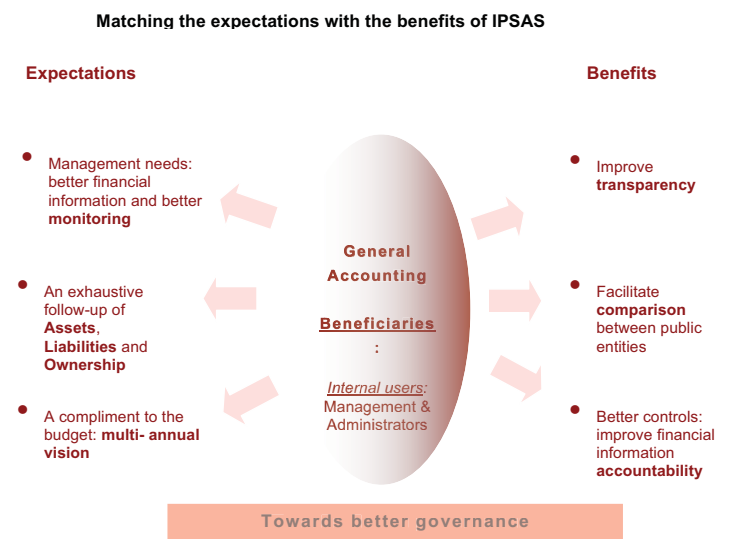 Matching the expectations with the benefits of IPSAS
Expectations
Management needs:
better financial
information and better
monitoring
An exhaustive
follow-up of
Assets,
Liabilities and
Ownership
A compliment to the
budget: multi- annual
vision
General
Accounting
Beneficiaries
:
Internal users:
Management &
Administrators
Benefits
Improve
transparency
Facilitate
comparison
between public
entities
Better controls:
improve financial
information
accountability
Towards better governance